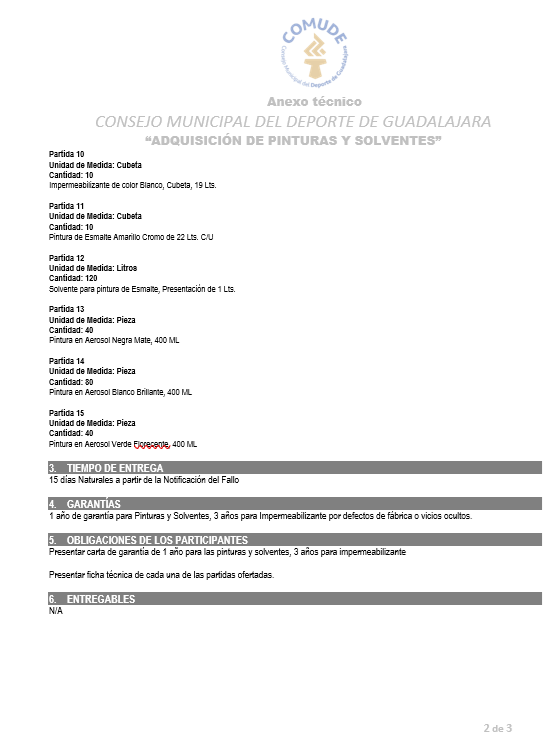 COMUDE
Consejo Municipal del Deporte de Guadalajara
Anexo técnico
CONSEJO MUNICIPAL DEL DEPORTE DE GUADALAJARA
“ADQUISICIÓN DE PINTURAS Y SOLVENTES”
Partida 10
Unidad de Medida: Cubeta
Cantidad: 10
Impermeabilizante de color Blanco, Cubeta, 19 Lts.
Partida 11
Unidad de Medida: Cubeta
Cantidad: 10
Pintura de Esmalte Amarillo Cromo de 22 Lts. C/U
Partida 12
Unidad de Medida: Litros
Cantidad: 120
Solvente para pintura de Esmalte, Presentación de 1 Lts.
Partida 13
Unidad de Medida: Pieza
Cantidad: 40
Pintura en Aerosol Negra Mate, 400 ML
Partida 14
Unidad de Medida: Pieza
Cantidad: 80
Pintura en Aerosol Blanco Brillante, 400 ML
Partida 15
Unidad de Medida: Pieza
Cantidad: 40
Pintura en Aerosol Verde Florecente, 400 ML
3. TIEMPO DE ENTREGA
15 días Naturales a partir de la Notificación del Fallo
4. GARANTÍAS
1 año de garantía para Pinturas y Solventes, 3 años para Impermeabilizante por defectos de fábrica o vicios ocultos.
5. OBLIGACIONES DE LOS PARTICIPANTES
Presentar carta de garantía de 1 año para las pinturas y solventes, 3 años para impermeabilizante
Presentar ficha técnica de cada una de las partidas ofertadas.
6. ENTREGABLES
N/A
2 de 3